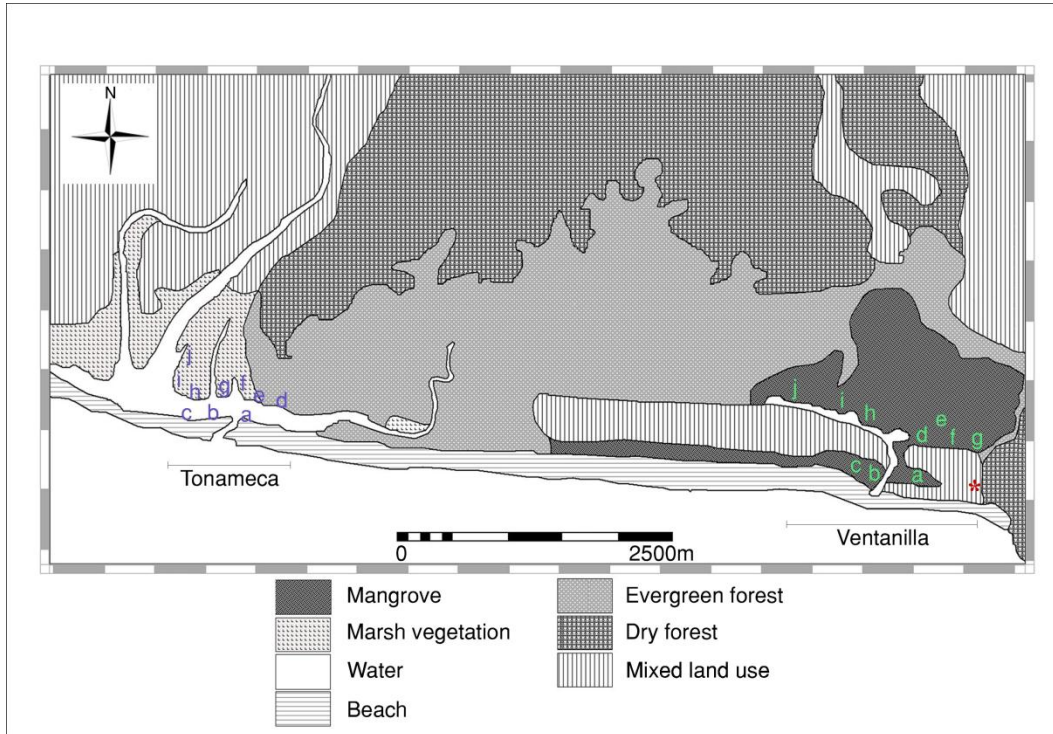 N
j
i
h
g
f
e
d
c
b
a
Tonameca
j
i
h
e
d
f
g
c
b
a
*
Ventanilla
0 2500m
Mangrove
Marsh vegetation
Water
Beach
Evergreen forest
Dry forest
Mixed land use